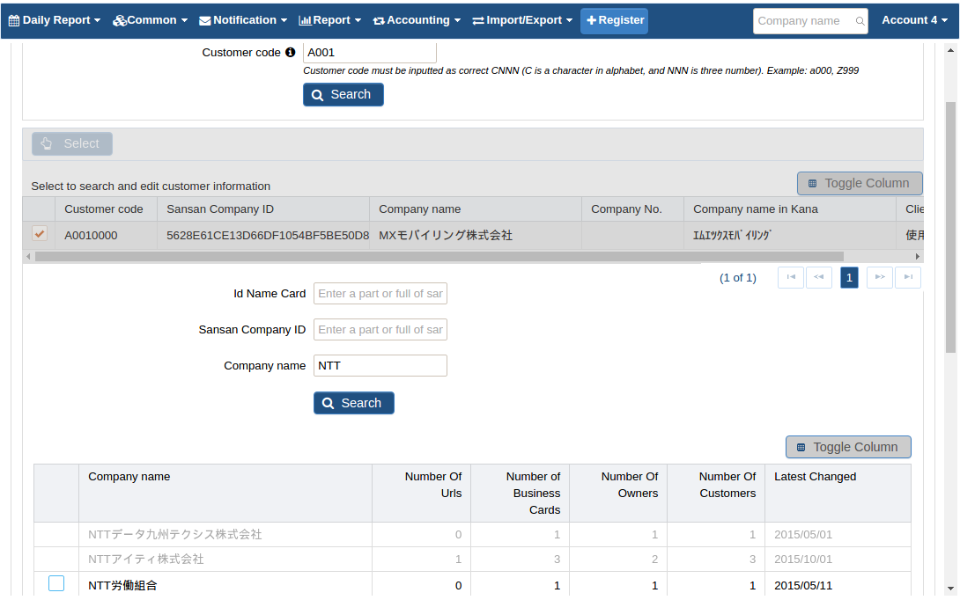 Daily Report Common Notification Report Accounting Import/Export Register Company name Account 4
Customer code A001
Customer code must be inputted as correct CNNN (C is a character in alphabet, and NNN is three number). Example: a000, Z999
Search
Select
Select to search and edit customer information Toggle Column
Customer code Sansan Company ID Company name Company No. Company name in Kana Clie
A0010000 5628E61CE13D66DF1054BF5BE50D8 MXモバイリング株式会社 ｴﾑｴｯｸｽﾓﾊﾞｲﾘﾝｸﾞ 使用
(1 of 1) 1
Id Name Card Enter a part or full of sar
Sansan Company ID Enter a part or full of sar
Company name NTT
Search
Toggle Column
Company name Number Of Urls Number of Business Cards Number Of Owners Number Of Customers Latest Changed
NTTデータ九州テクシス株式会社 0 1 1 1 2015/05/01
NTTアイティ株式会社 1 3 2 3 2015/10/01
NTT労働組合 0 1 1 1 2015/05/11